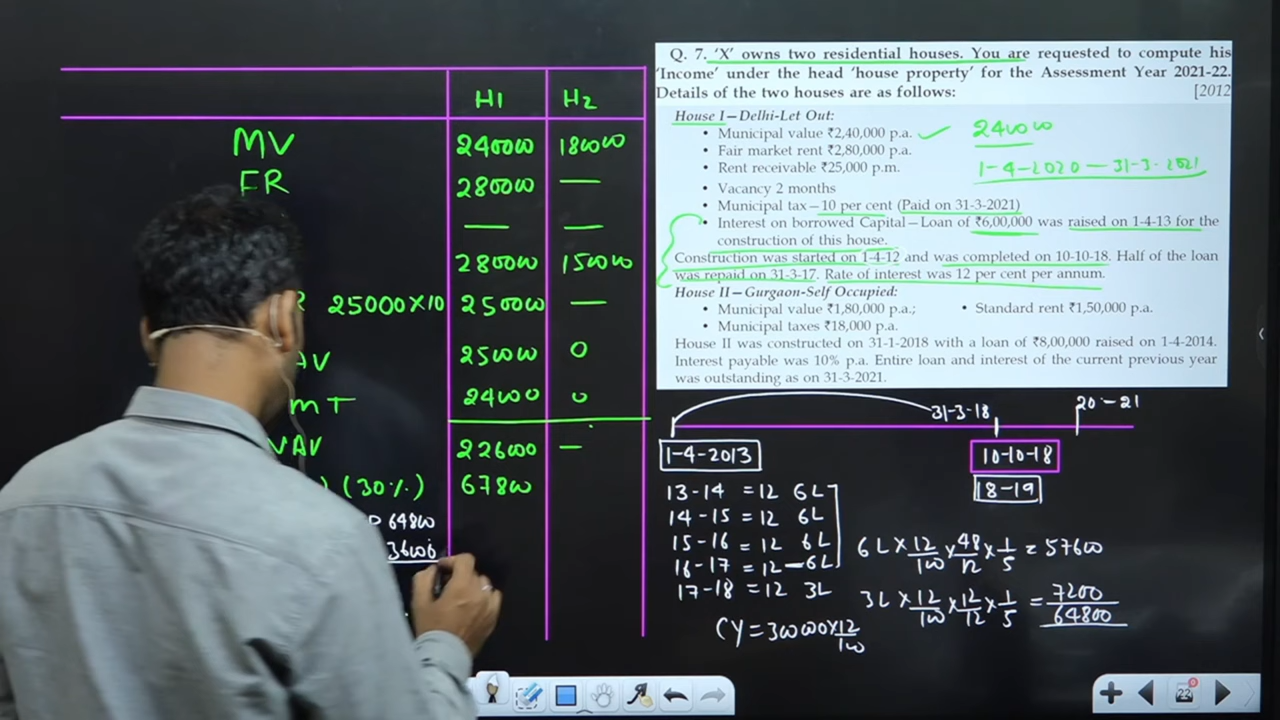 H1 H2
MV 240000 180000
FR 280000 —
— —
280000 150000
R 25000×10 250000 —
AV 250000 0
MT 24000 0
NAV 226000 —
) (30%) 67800
P 64800
36000
Q. 7. 'X' owns two residential houses. You are requested to compute his
'Income' under the head 'house property' for the Assessment Year 2021-22.
Details of the two houses are as follows: [2012
House I—Delhi-Let Out:
• Municipal value ₹2,40,000 p.a. ✓ 240000
• Fair market rent ₹2,80,000 p.a.
• Rent receivable ₹25,000 p.m. 1-4-2020 — 31-3-2021
• Vacancy 2 months
• Municipal tax—10 per cent (Paid on 31-3-2021)
• Interest on borrowed Capital—Loan of ₹6,00,000 was raised on 1-4-13 for the
construction of this house.
Construction was started on 1-4-12 and was completed on 10-10-18. Half of the loan
was repaid on 31-3-17. Rate of interest was 12 per cent per annum.
House II—Gurgaon-Self Occupied:
• Municipal value ₹1,80,000 p.a.; • Standard rent ₹1,50,000 p.a.
• Municipal taxes ₹18,000 p.a.
House II was constructed on 31-1-2018 with a loan of ₹8,00,000 raised on 1-4-2014.
Interest payable was 10% p.a. Entire loan and interest of the current previous year
was outstanding as on 31-3-2021.
31-3-18 20-21
1-4-2013 10-10-18
18-19
13-14 = 12 6L
14-15 = 12 6L
15-16 = 12 6L
16-17 = 12 — 6L
17-18 = 12 3L
6L × 12/100 × 48/12 × 1/5 = 57600
3L × 12/100 × 12/12 × 1/5 = 7200
64800
CY = 300000 × 12/100
23